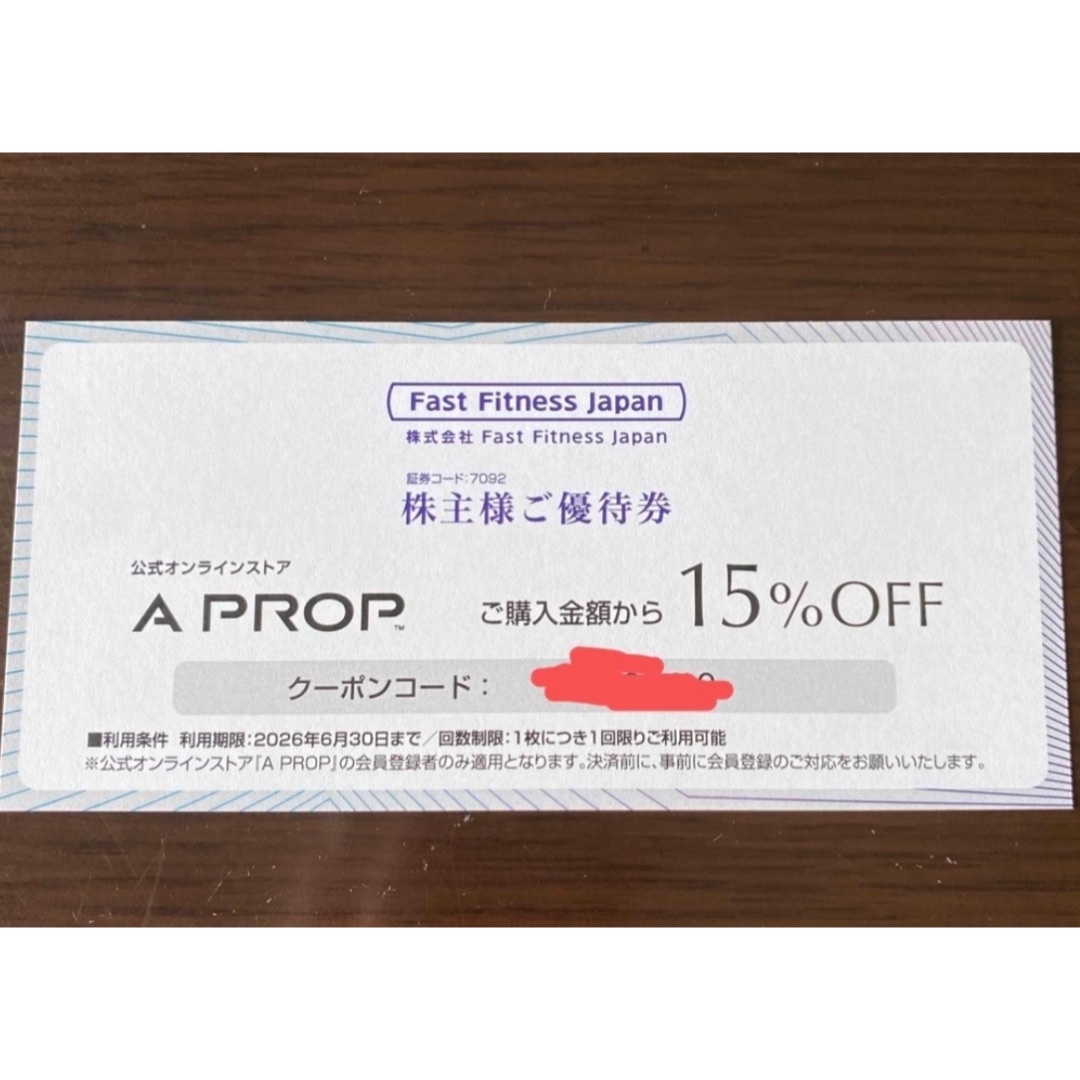 Fast Fitness Japan
株式会社 Fast Fitness Japan
証券コード:7092
株主様ご優待券
公式オンラインストア
A PROP™
ご購入金額から 15%OFF
クーポンコード:
■利用条件 利用期限:2026年6月30日まで/回数制限:1枚につき1回限りご利用可能
※公式オンラインストア『A PROP』の会員登録者のみ適用となります。決済前に、事前に会員登録のご対応をお願いいたします。